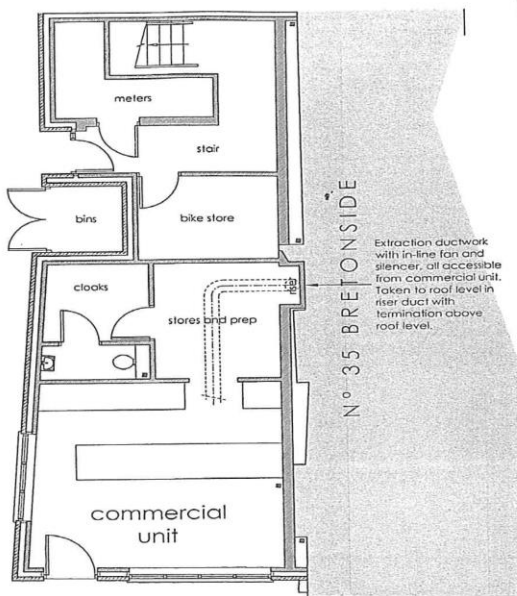 meters
stair
bins
bike store
cloaks
stores and prep
Nº 35 BRETONSIDE
Extraction ductwork
with in-line fan and
silencer, all accessible
from commercial unit.
Taken to roof level in
riser duct with
termination above
roof level.
commercial
unit